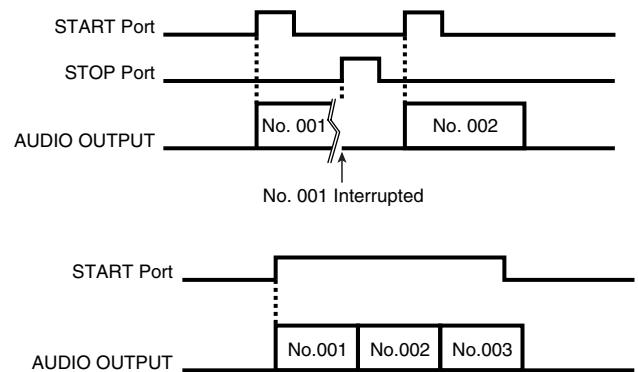 START Port
STOP Port
AUDIO OUTPUT
No. 001
No. 002
No. 001 Interrupted
START Port
AUDIO OUTPUT
No.001
No.002
No.003